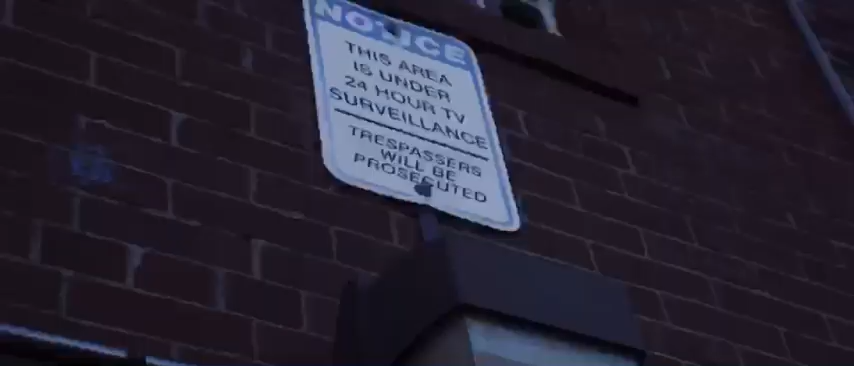 NOTICE
THIS AREA
IS UNDER
24 HOUR TV
SURVEILLANCE
TRESPASSERS
WILL BE
PROSECUTED